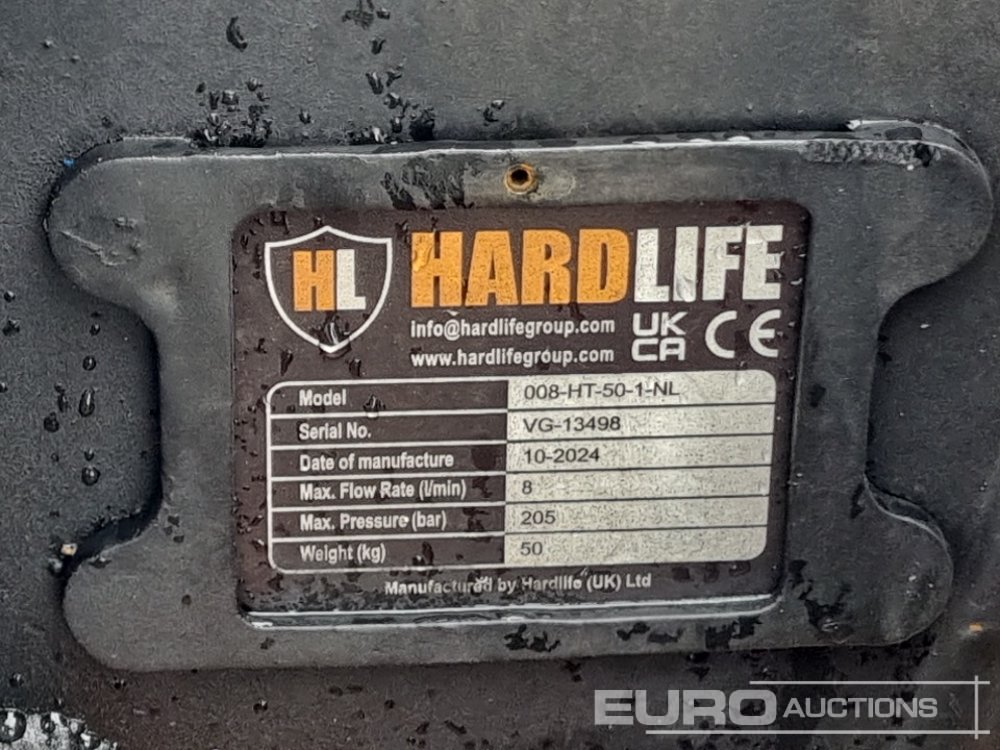 HL HARDLIFE
info@hardlifegroup.com
www.hardlifegroup.com
UK
CA CE
Model 008-HT-50-1-NL
Serial No. VG-13498
Date of manufacture 10-2024
Max. Flow Rate (l/min) 8
Max. Pressure (bar) 205
Weight (kg) 50
Manufactured by Hardlife (UK) Ltd
EURO AUCTIONS